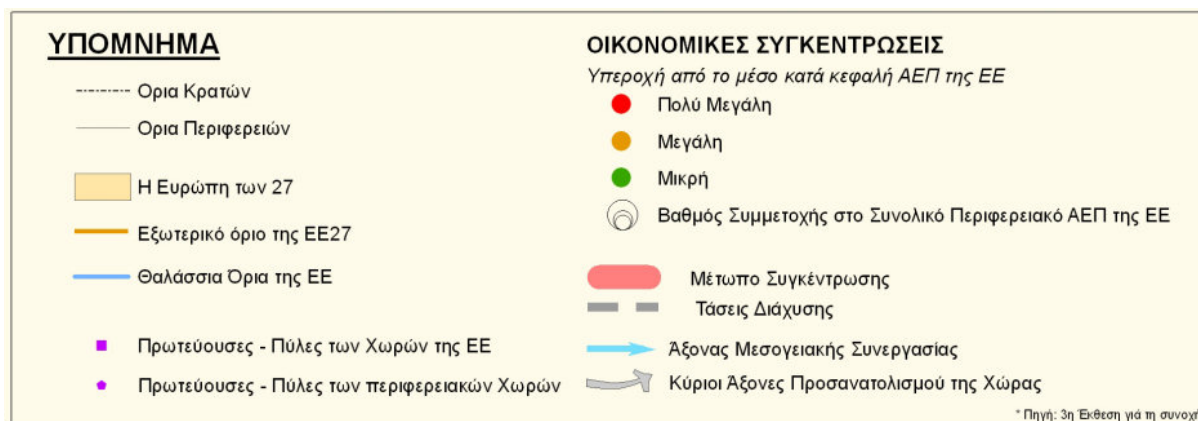 ΥΠΟΜΝΗΜΑ
Ορια Κρατών
Ορια Περιφερειών
Η Ευρώπη των 27
Εξωτερικό όριο της ΕΕ27
Θαλάσσια Όρια της ΕΕ
Πρωτεύουσες - Πύλες των Χωρών της ΕΕ
Πρωτεύουσες - Πύλες των περιφερειακών Χωρών
ΟΙΚΟΝΟΜΙΚΕΣ ΣΥΓΚΕΝΤΡΩΣΕΙΣ
Υπεροχή από το μέσο κατά κεφαλή ΑΕΠ της ΕΕ
Πολύ Μεγάλη
Μεγάλη
Μικρή
Βαθμός Συμμετοχής στο Συνολικό Περιφερειακό ΑΕΠ της ΕΕ
Μέτωπο Συγκέντρωσης
Τάσεις Διάχυσης
Άξονας Μεσογειακής Συνεργασίας
Κύριοι Άξονες Προσανατολισμού της Χώρας
* Πηγή: 3η Έκθεση γιά τη συνοχή